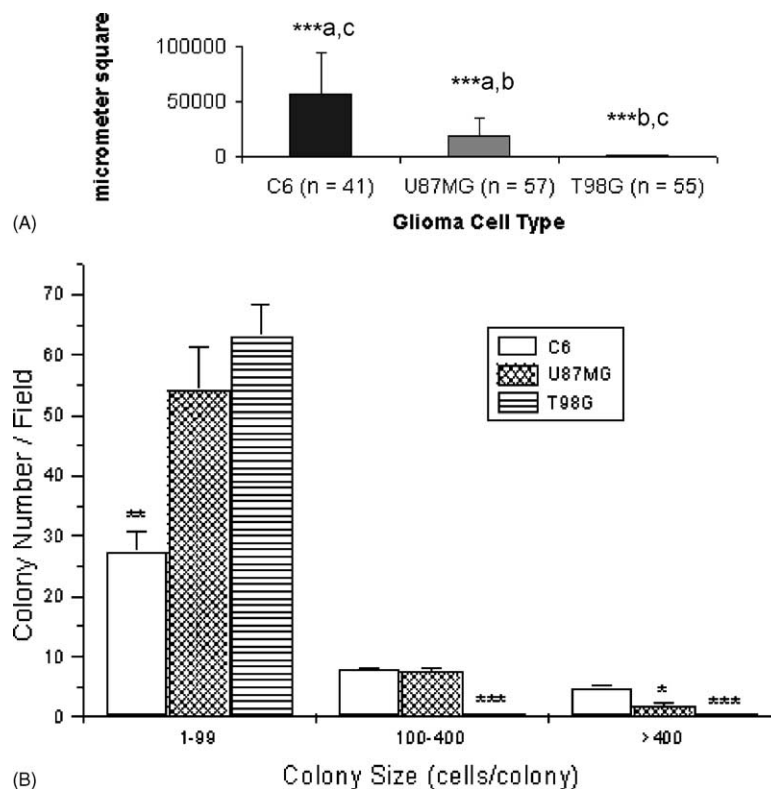 micrometer square
100000
50000
0
***a,c
***a,b
***b,c
C6 (n = 41) U87MG (n = 57) T98G (n = 55)
(A)
Glioma Cell Type
Colony Number / Field
70
60
50
40
30
20
10
0
**
***
*
***
C6
U87MG
T98G
1-99 100-400 >400
(B)
Colony Size (cells/colony)